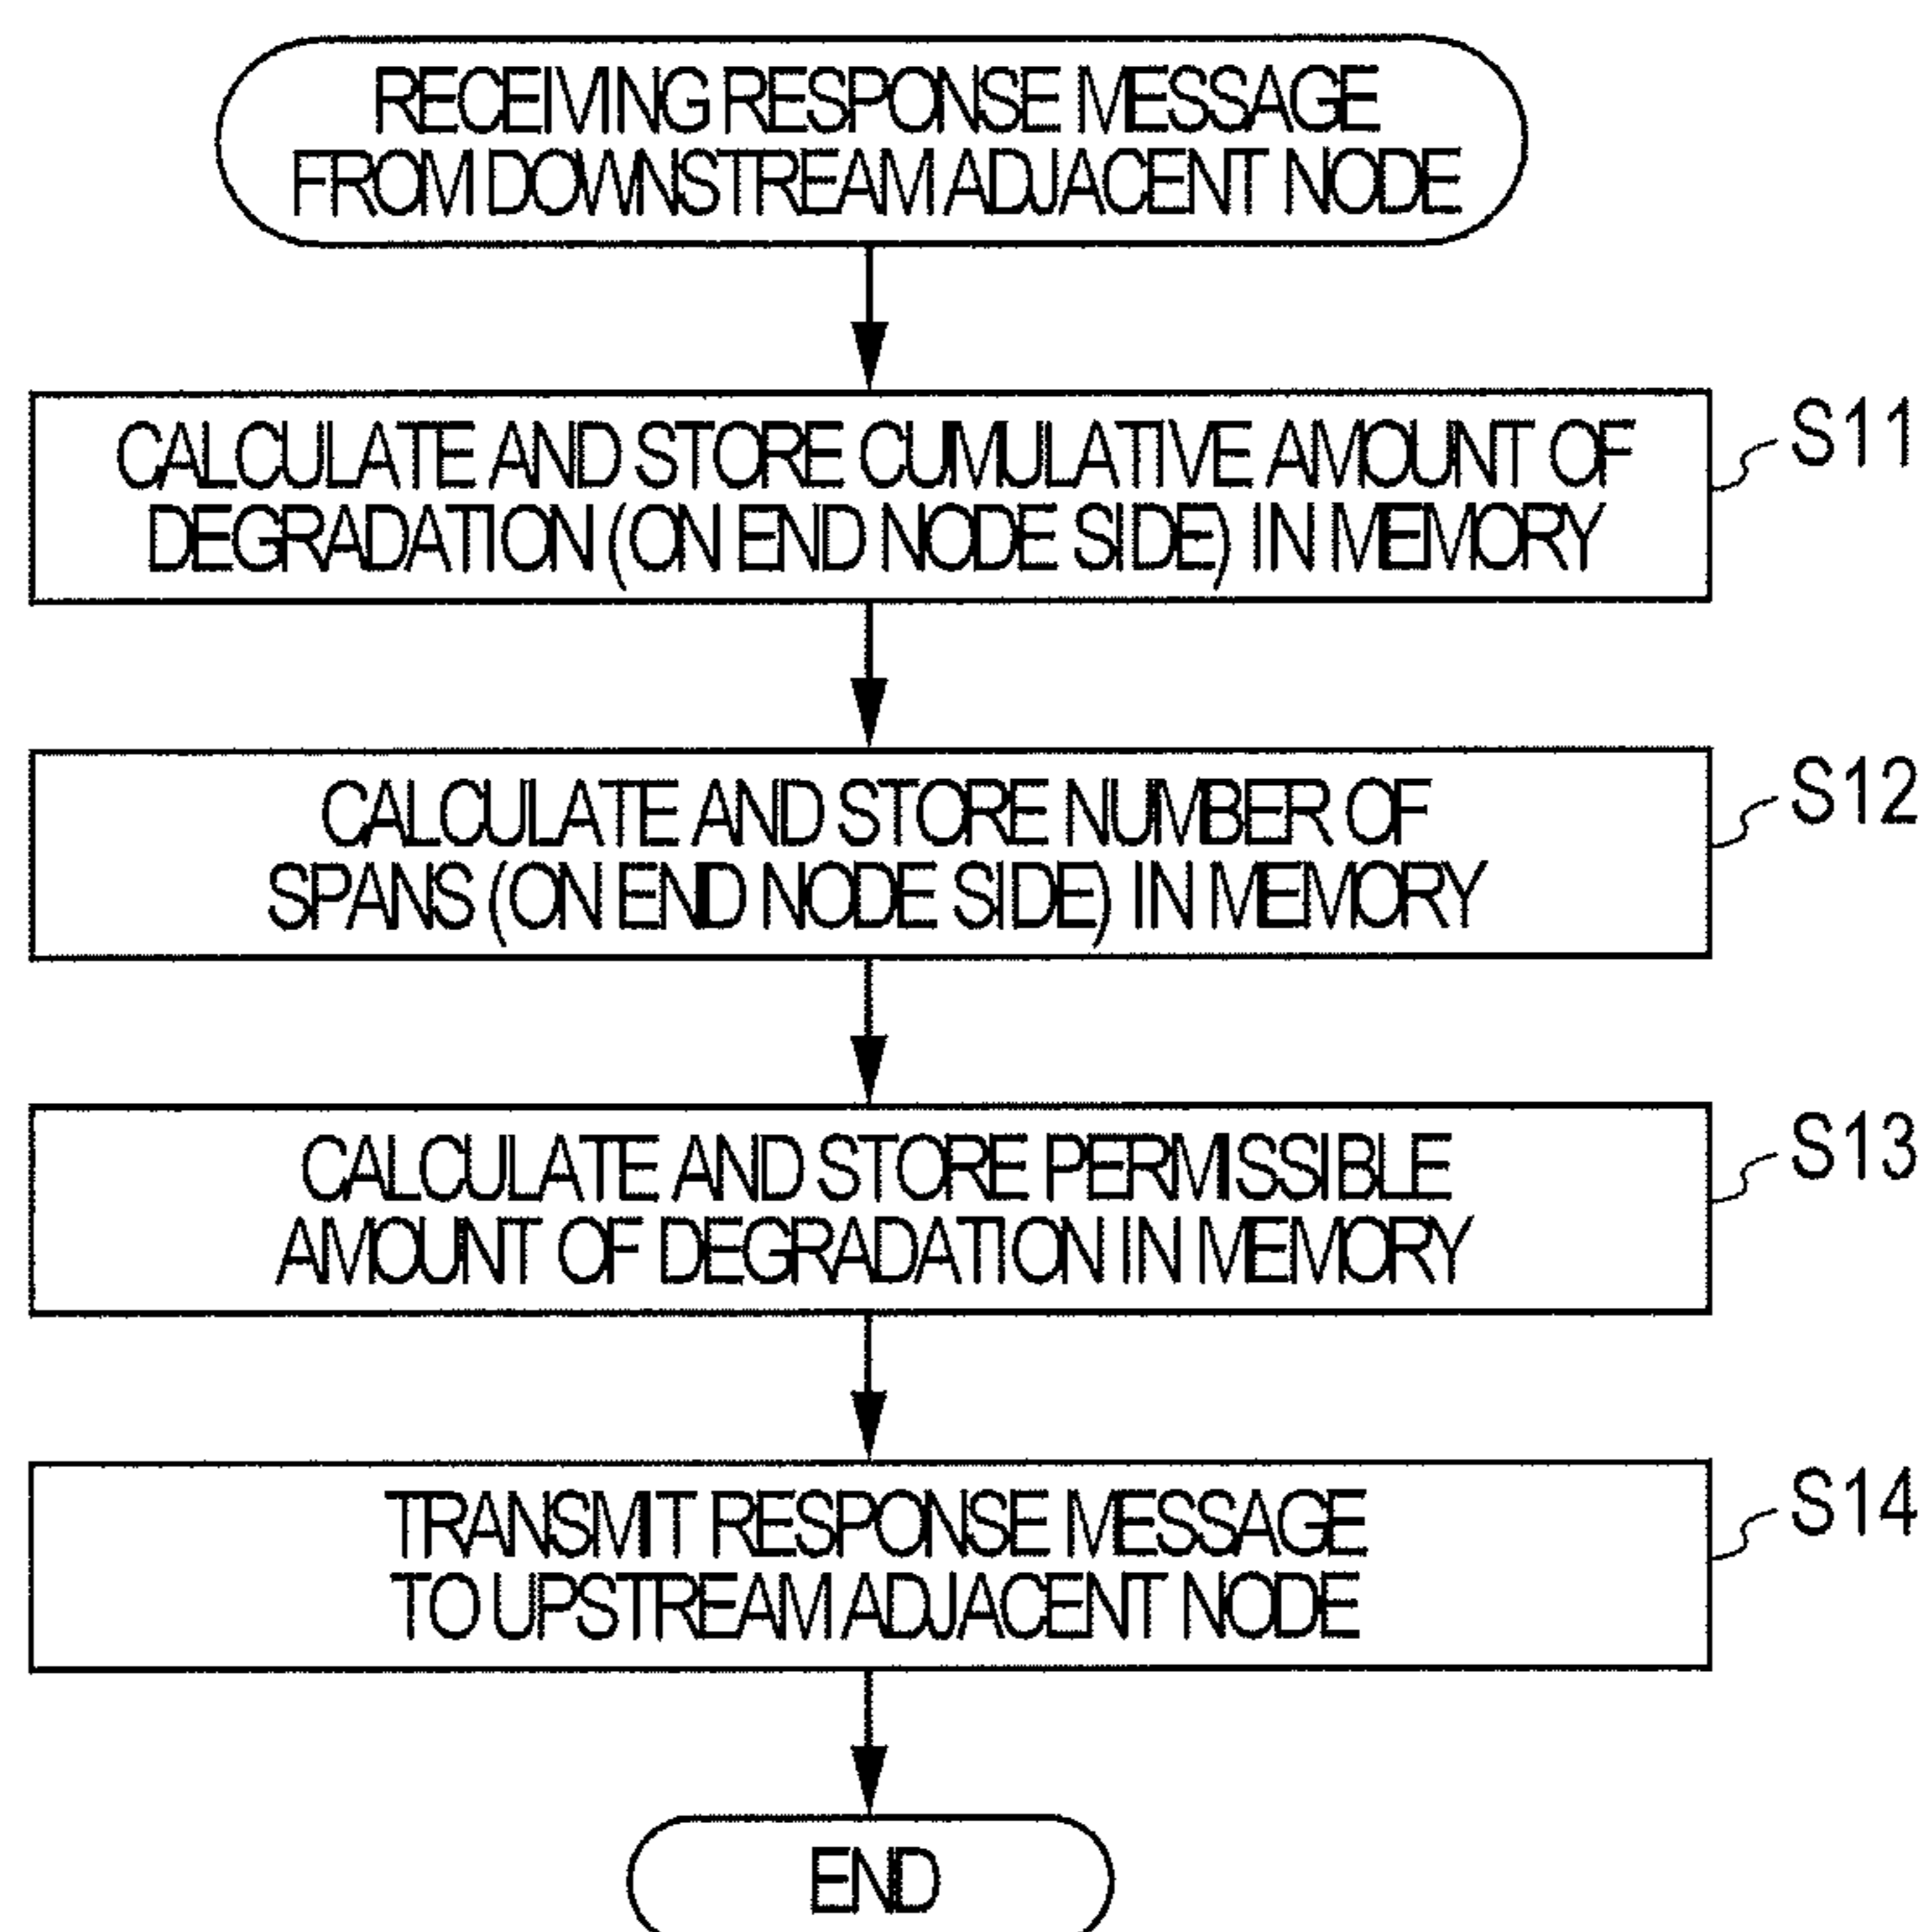 RECEIVING RESPONSE MESSAGE
FROM DOWNSTREAM ADJACENT NODE
CALCULATE AND STORE CUMULATIVE AMOUNT OF
DEGRADATION (ON END NODE SIDE) IN MEMORY
S11
CALCULATE AND STORE NUMBER OF
SPANS (ON END NODE SIDE) IN MEMORY
S12
CALCULATE AND STORE PERMISSIBLE
AMOUNT OF DEGRADATION IN MEMORY
S13
TRANSMIT RESPONSE MESSAGE
TO UPSTREAM ADJACENT NODE
S14
END